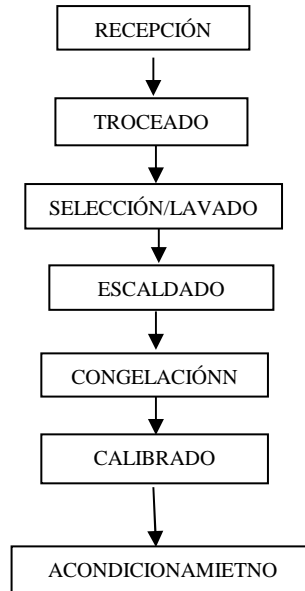 RECEPCIÓN
TROCEADO
SELECCIÓN/LAVADO
ESCALDADO
CONGELACIÓNN
CALIBRADO
ACONDICIONAMIETNO